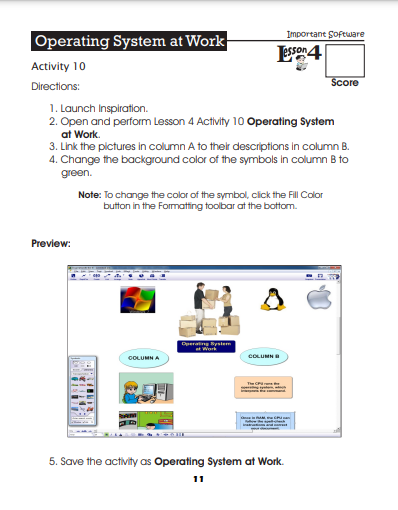 Important Software
Operating System at Work
Lesson 4
Activity 10
Score
Directions:
1. Launch Inspiration.
2. Open and perform Lesson 4 Activity 10 Operating System
at Work.
3. Link the pictures in column A to their descriptions in column B.
4. Change the background color of the symbols in column B to
green.
Note: To change the color of the symbol, click the Fill Color
button in the Formatting toolbar at the bottom.
Preview:
Operating System
at Work
COLUMN A
COLUMN B
The CPU runs the
operating system, which
interprets the command.
Once in RAM, the CPU can
follow the spell-check
instructions and correct
your document.
5. Save the activity as Operating System at Work.
11